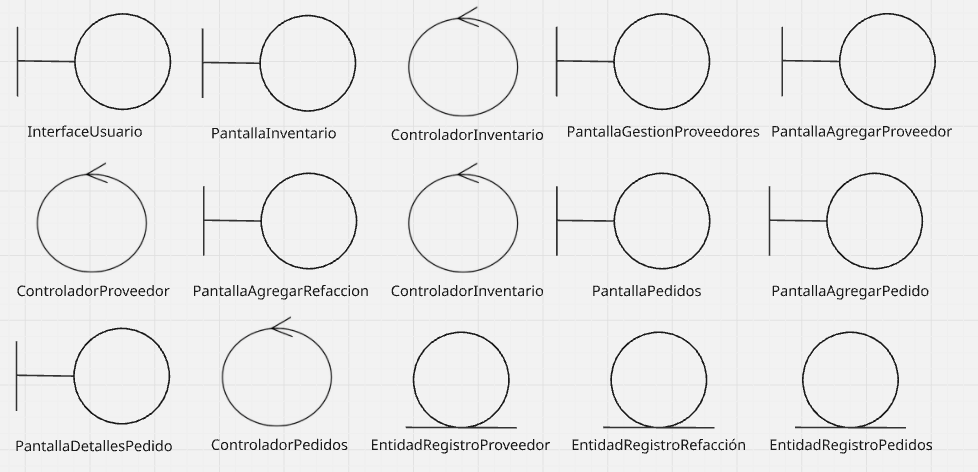 InterfaceUsuario
PantallaInventario
ControladorInventario
PantallaGestionProveedores
PantallaAgregarProveedor
ControladorProveedor
PantallaAgregarRefaccion
ControladorInventario
PantallaPedidos
PantallaAgregarPedido
PantallaDetallesPedido
ControladorPedidos
EntidadRegistroProveedor
EntidadRegistroRefacción
EntidadRegistroPedidos